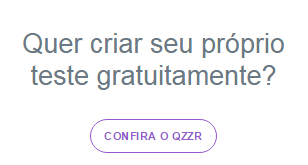 Quer criar seu próprio
teste gratuitamente?
CONFIRA O QZZR